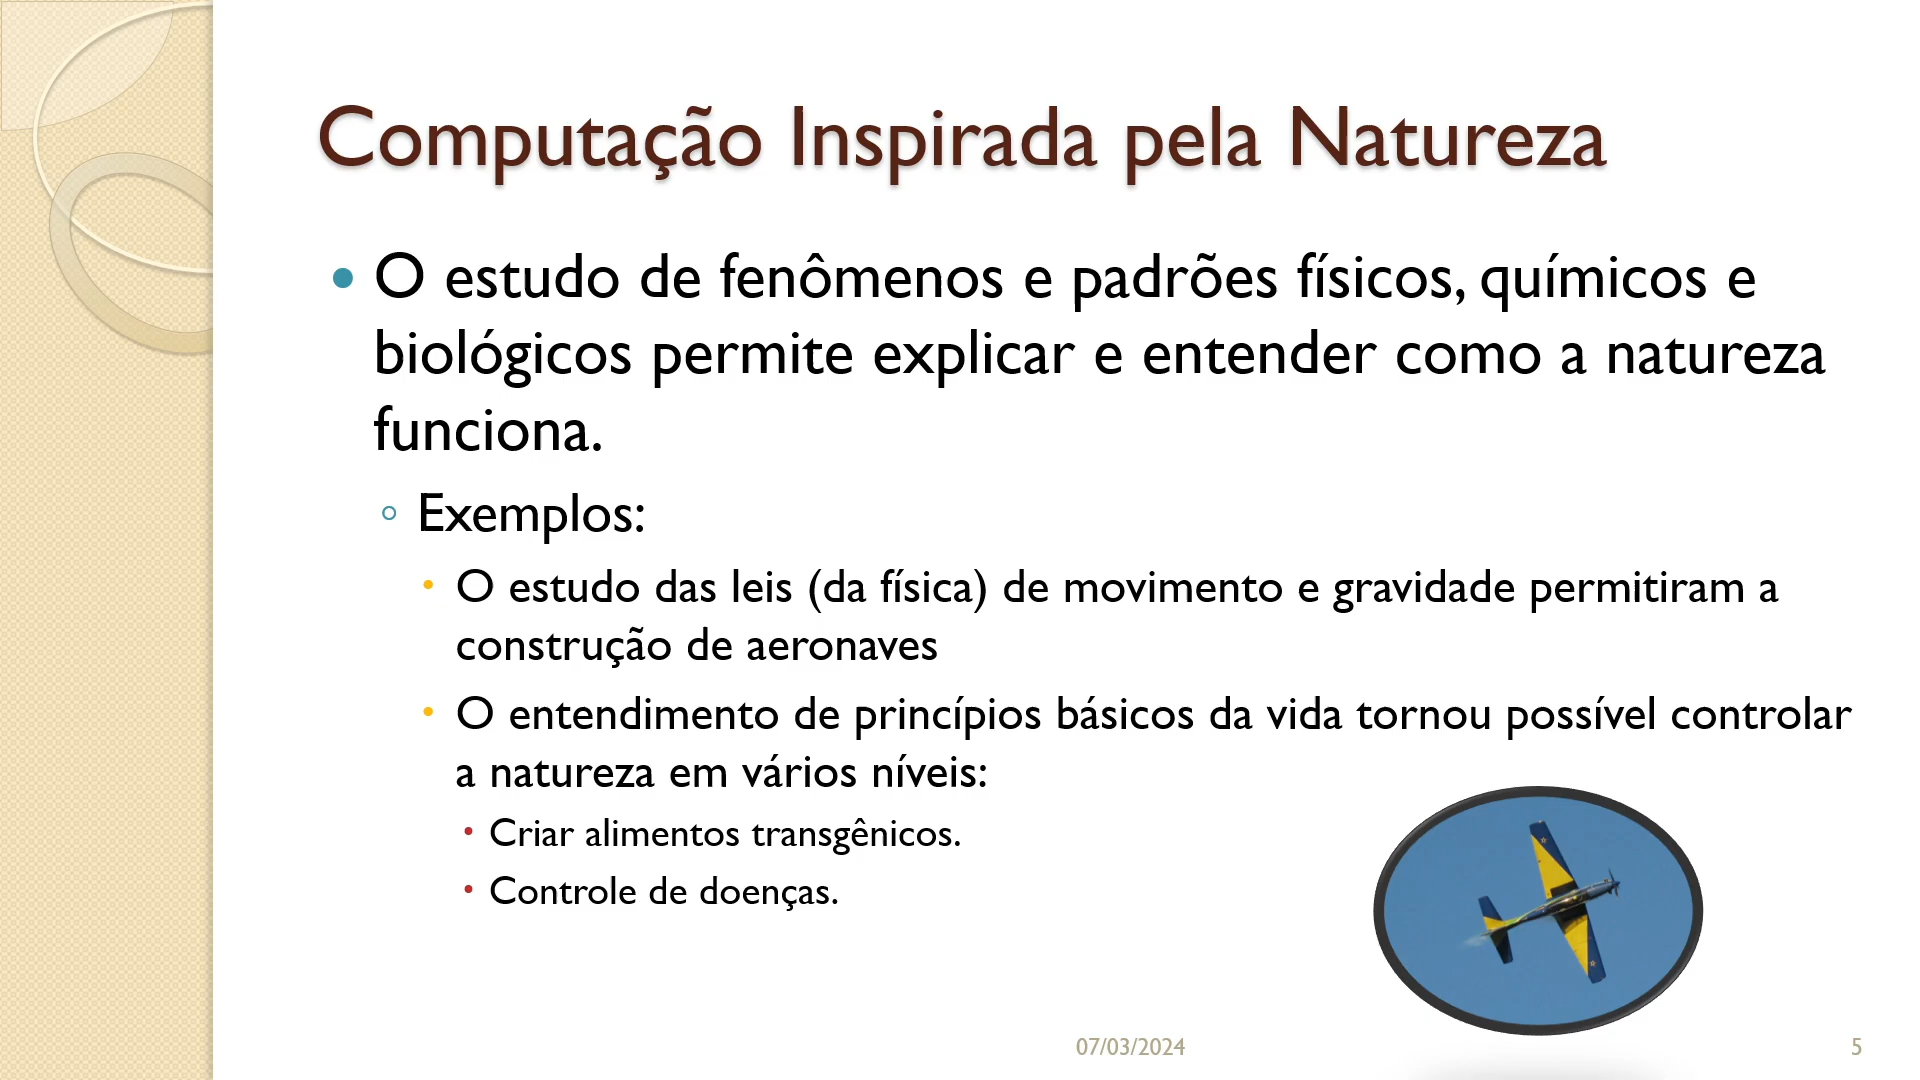 Computação Inspirada pela Natureza
O estudo de fenômenos e padrões físicos, químicos e
biológicos permite explicar e entender como a natureza
funciona.
Exemplos:
O estudo das leis (da física) de movimento e gravidade permitiram a
construção de aeronaves
O entendimento de princípios básicos da vida tornou possível controlar
a natureza em vários níveis:
Criar alimentos transgênicos.
Controle de doenças.
07/03/2024
5